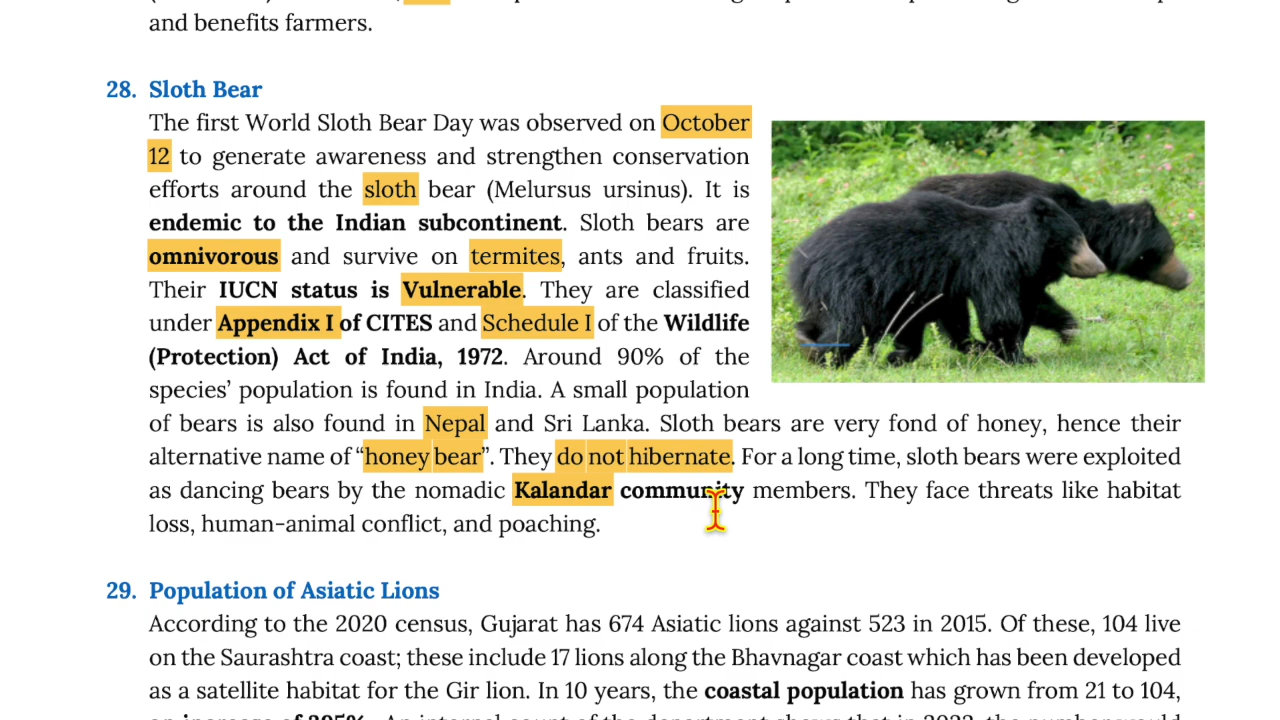 and benefits farmers.
28. Sloth Bear
The first World Sloth Bear Day was observed on October
12 to generate awareness and strengthen conservation
efforts around the sloth bear (Melursus ursinus). It is
endemic to the Indian subcontinent. Sloth bears are
omnivorous and survive on termites, ants and fruits.
Their IUCN status is Vulnerable. They are classified
under Appendix I of CITES and Schedule I of the Wildlife
(Protection) Act of India, 1972. Around 90% of the
species’ population is found in India. A small population
of bears is also found in Nepal and Sri Lanka. Sloth bears are very fond of honey, hence their
alternative name of “honey bear”. They do not hibernate. For a long time, sloth bears were exploited
as dancing bears by the nomadic Kalandar community members. They face threats like habitat
loss, human-animal conflict, and poaching.
29. Population of Asiatic Lions
According to the 2020 census, Gujarat has 674 Asiatic lions against 523 in 2015. Of these, 104 live
on the Saurashtra coast; these include 17 lions along the Bhavnagar coast which has been developed
as a satellite habitat for the Gir lion. In 10 years, the coastal population has grown from 21 to 104,